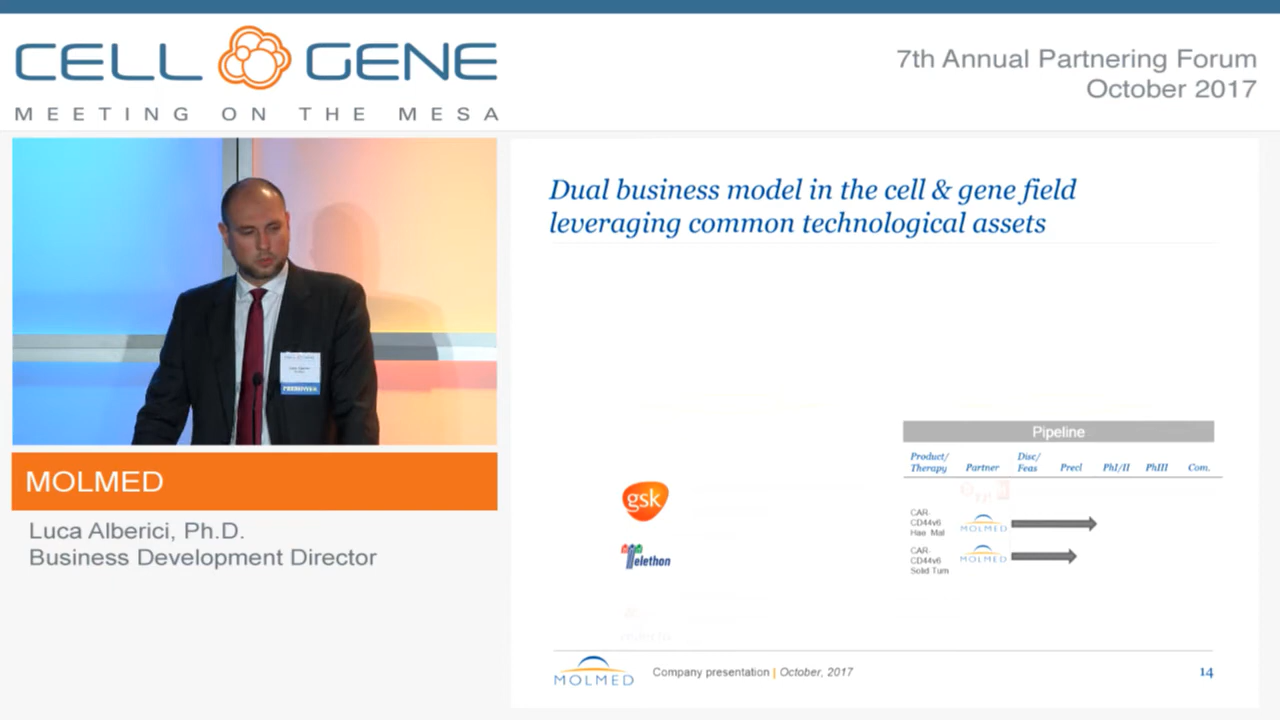 CELL GENE
MEETING ON THE MESA
7th Annual Partnering Forum
October 2017
MOLMED
Luca Alberici, Ph.D.
Business Development Director
Dual business model in the cell & gene field
leveraging common technological assets
gsk
Telethon
Pipeline
Product/
Therapy
Partner
Disc/
Feas
Precl
PhI/II
PhIII
Com.
CAR-
CD44v6
Hae Mal
MOLMED
CAR-
CD44v6
Solid Tum
MOLMED
MOLMED
Company presentation | October, 2017
14